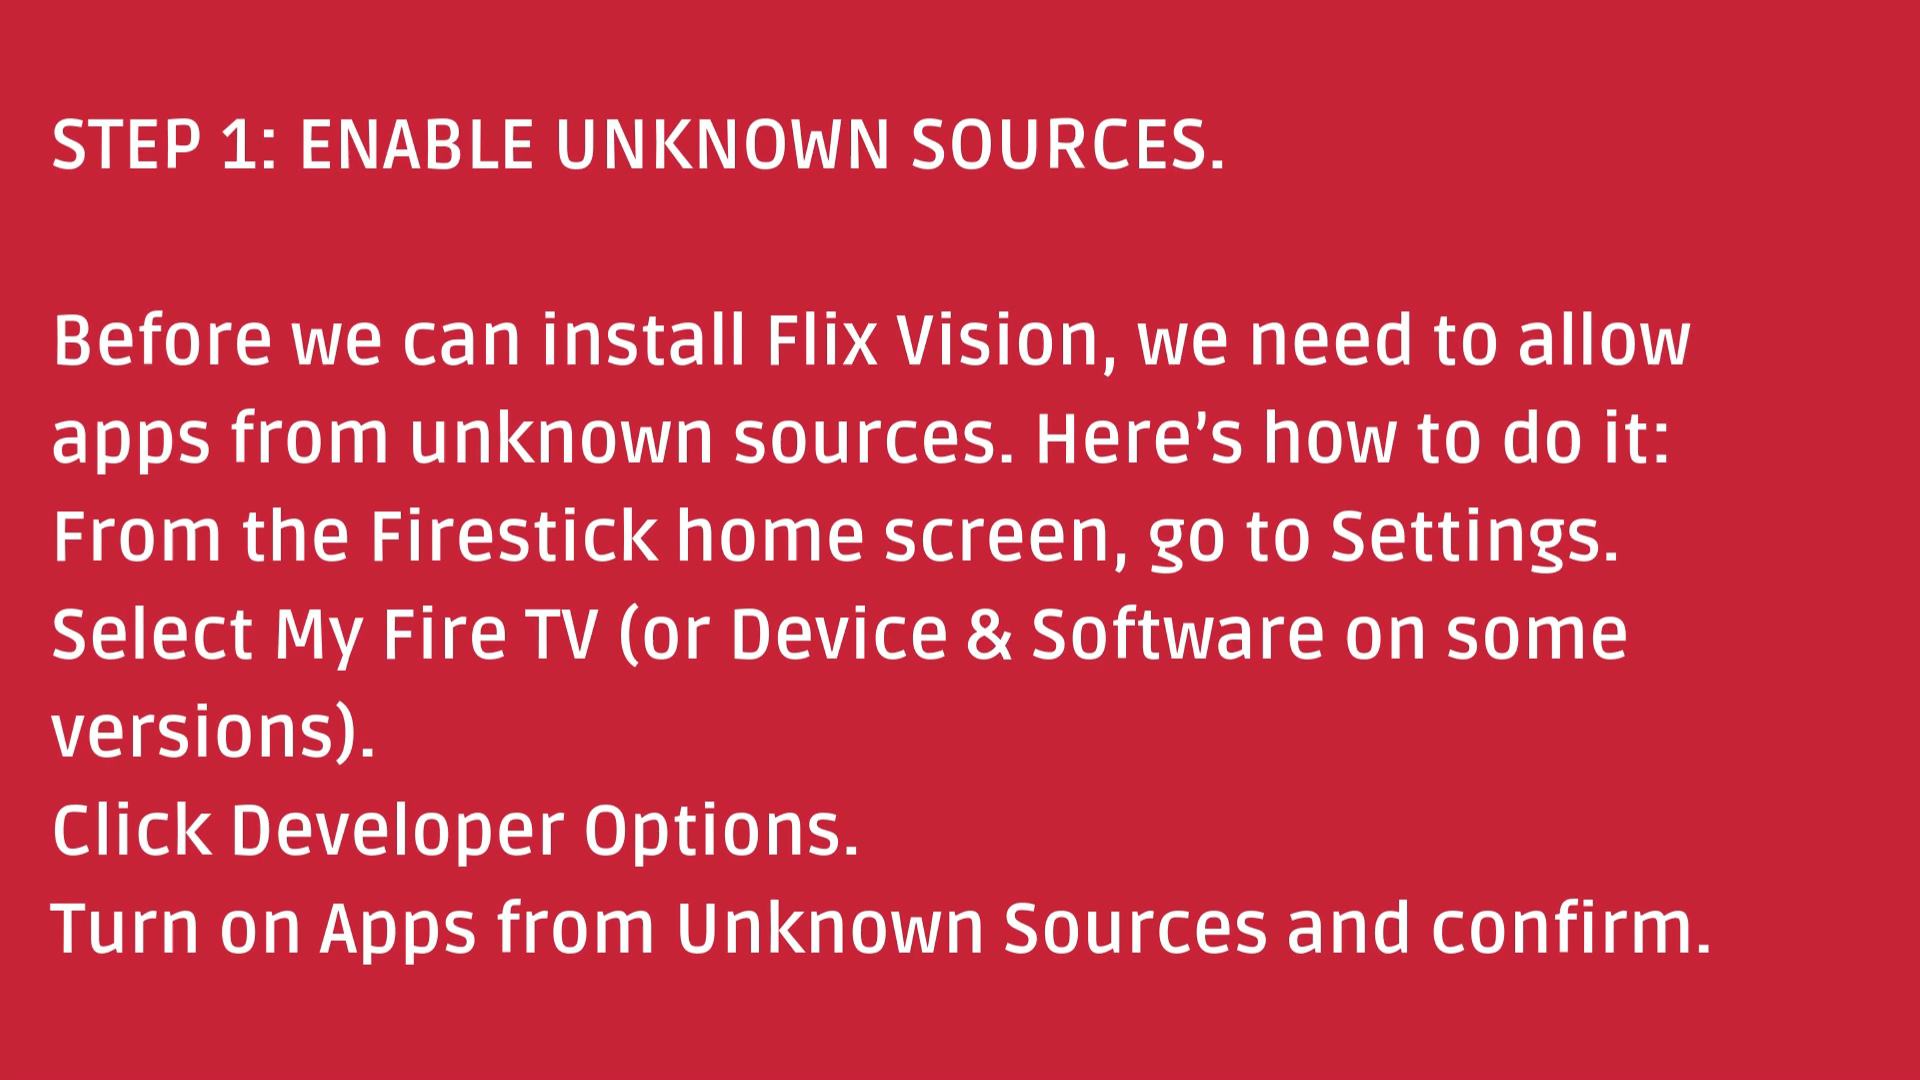 STEP 1: ENABLE UNKNOWN SOURCES.
Before we can install Flix Vision, we need to allow
apps from unknown sources. Here’s how to do it:
From the Firestick home screen, go to Settings.
Select My Fire TV (or Device & Software on some
versions).
Click Developer Options.
Turn on Apps from Unknown Sources and confirm.